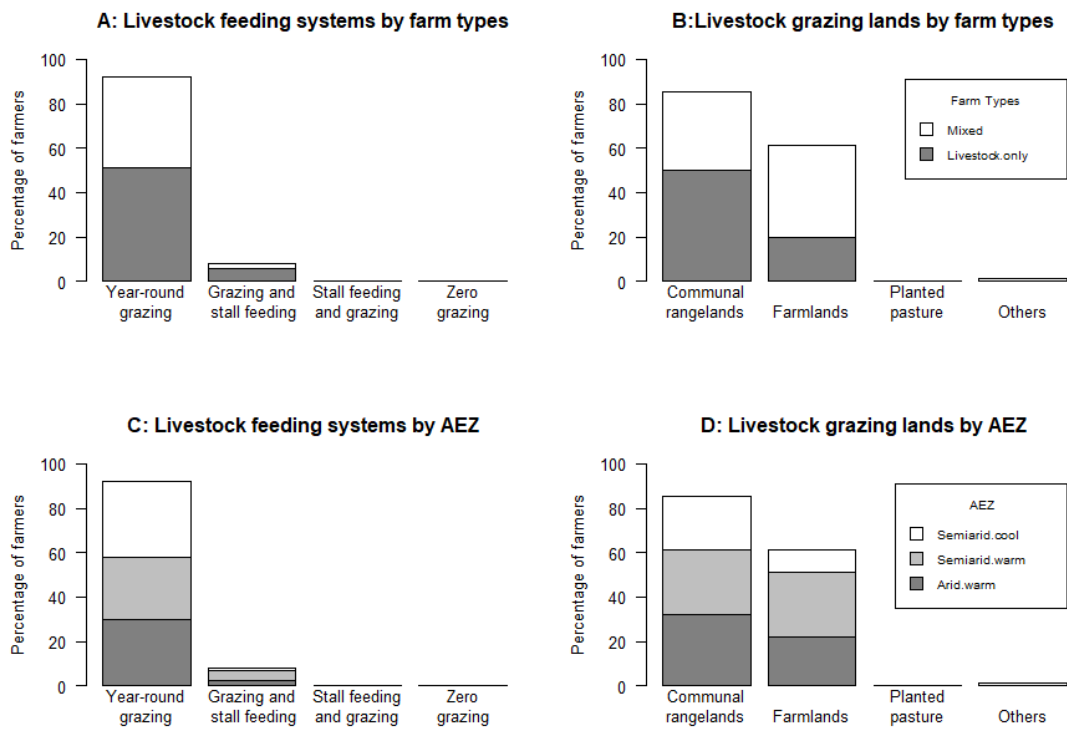 A: Livestock feeding systems by farm types
Percentage of farmers
100
80
60
40
20
0
Year-round
grazing
Grazing and
stall feeding
Stall feeding
and grazing
Zero
grazing
B:Livestock grazing lands by farm types
Percentage of farmers
100
80
60
40
20
0
Farm Types
Mixed
Livestock.only
Communal
rangelands
Farmlands
Planted
pasture
Others
C: Livestock feeding systems by AEZ
Percentage of farmers
100
80
60
40
20
0
Year-round
grazing
Grazing and
stall feeding
Stall feeding
and grazing
Zero
grazing
D: Livestock grazing lands by AEZ
Percentage of farmers
100
80
60
40
20
0
AEZ
Semiarid.cool
Semiarid.warm
Arid.warm
Communal
rangelands
Farmlands
Planted
pasture
Others